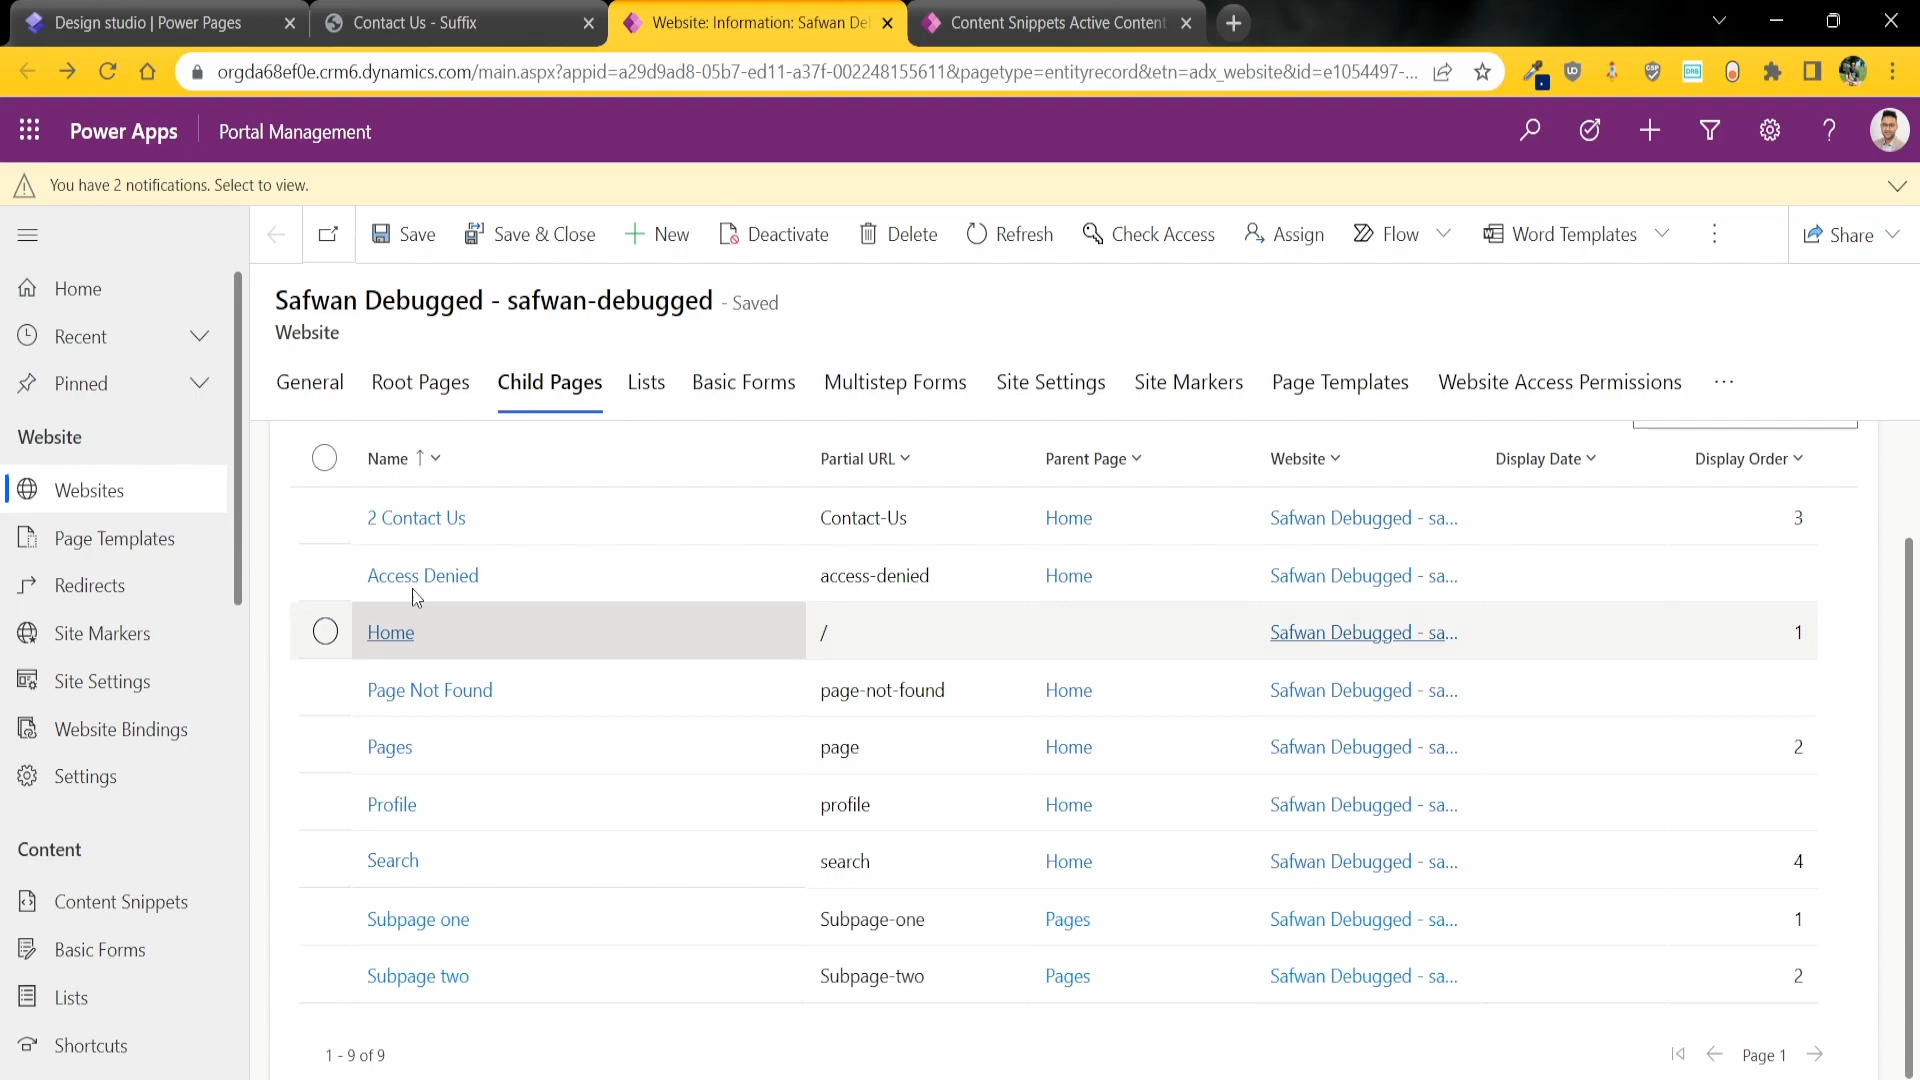 Design studio | Power Pages
Contact Us - Suffix
Website: Information: Safwan De
Content Snippets Active Content
orgda68ef0e.crm6.dynamics.com/main.aspx?appid=a29d9ad8-05b7-ed11-a37f-002248155611&pagetype=entityrecord&etn=adx_website&id=e1054497-...
Power Apps
Portal Management
You have 2 notifications. Select to view.
Save
Save & Close
New
Deactivate
Delete
Refresh
Check Access
Assign
Flow
Word Templates
Share
Safwan Debugged - safwan-debugged - Saved
Website
General
Root Pages
Child Pages
Lists
Basic Forms
Multistep Forms
Site Settings
Site Markers
Page Templates
Website Access Permissions
Home
Recent
Pinned
Website
Websites
Page Templates
Redirects
Site Markers
Site Settings
Website Bindings
Settings
Content
Content Snippets
Basic Forms
Lists
Shortcuts
Name Partial URL Parent Page Website Display Date Display Order
2 Contact Us Contact-Us Home Safwan Debugged - sa... 3
Access Denied access-denied Home Safwan Debugged - sa...
Home / Safwan Debugged - sa... 1
Page Not Found page-not-found Home Safwan Debugged - sa...
Pages page Home Safwan Debugged - sa... 2
Profile profile Home Safwan Debugged - sa...
Search search Home Safwan Debugged - sa... 4
Subpage one Subpage-one Pages Safwan Debugged - sa... 1
Subpage two Subpage-two Pages Safwan Debugged - sa... 2
1 - 9 of 9
Page 1